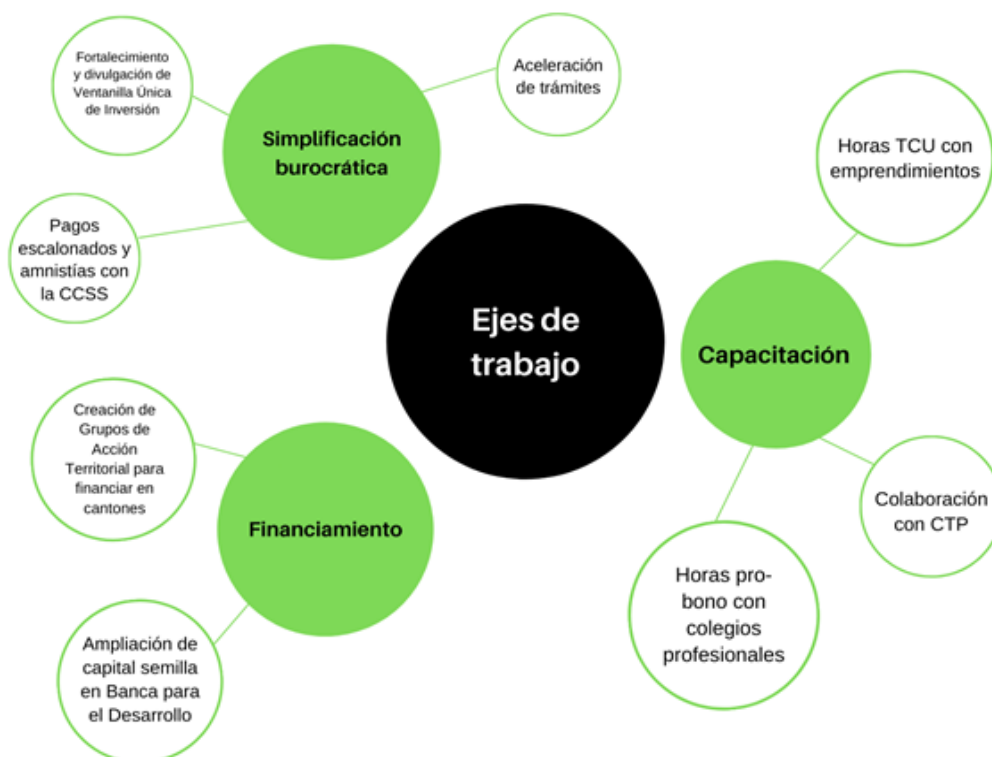 Fortalecimiento
y divulgación de
Ventanilla Única
de Inversión
Simplificación
burocrática
Aceleración
de trámites
Pagos
escalonados y
amnistías con
la CCSS
Ejes de
trabajo
Horas TCU con
emprendimientos
Capacitación
Colaboración
con CTP
Horas pro-
bono con
colegios
profesionales
Creación de
Grupos de
Acción
Territorial para
financiar en
cantones
Financiamiento
Ampliación de
capital semilla
en Banca para
el Desarrollo